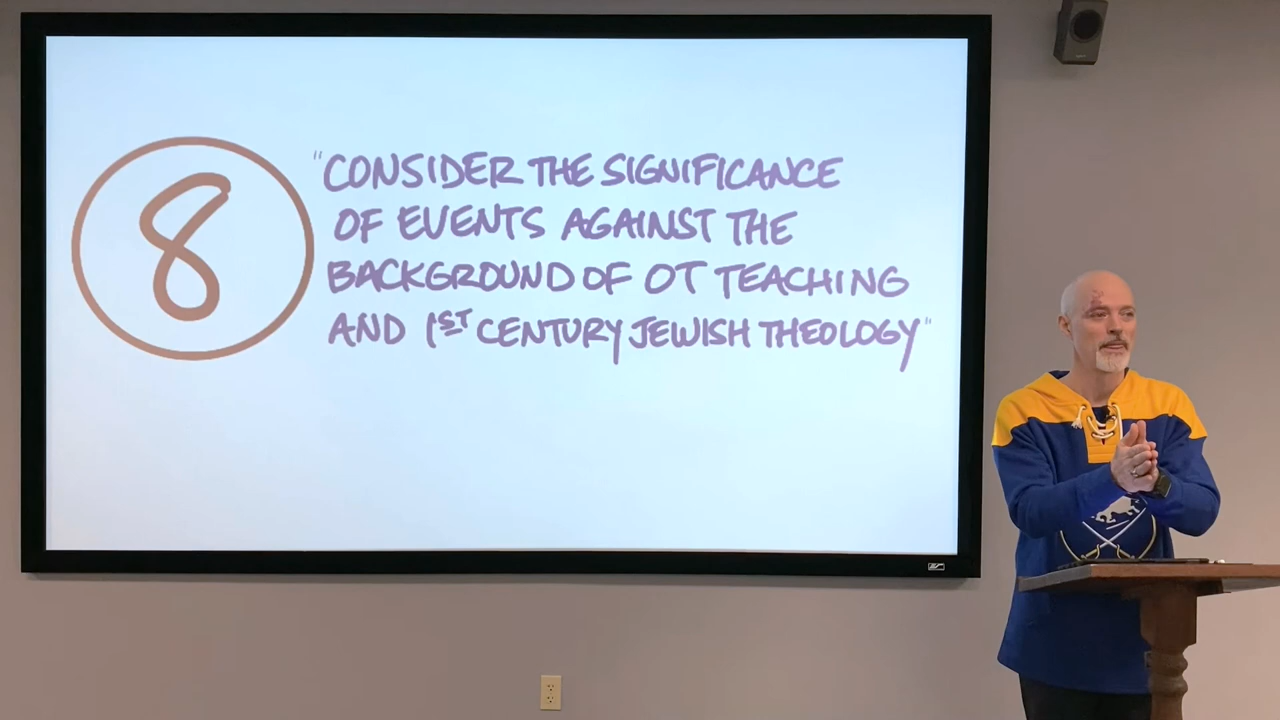 8
"CONSIDER THE SIGNIFICANCE
OF EVENTS AGAINST THE
BACKGROUND OF OT TEACHING
AND 1ST CENTURY JEWISH THEOLOGY"